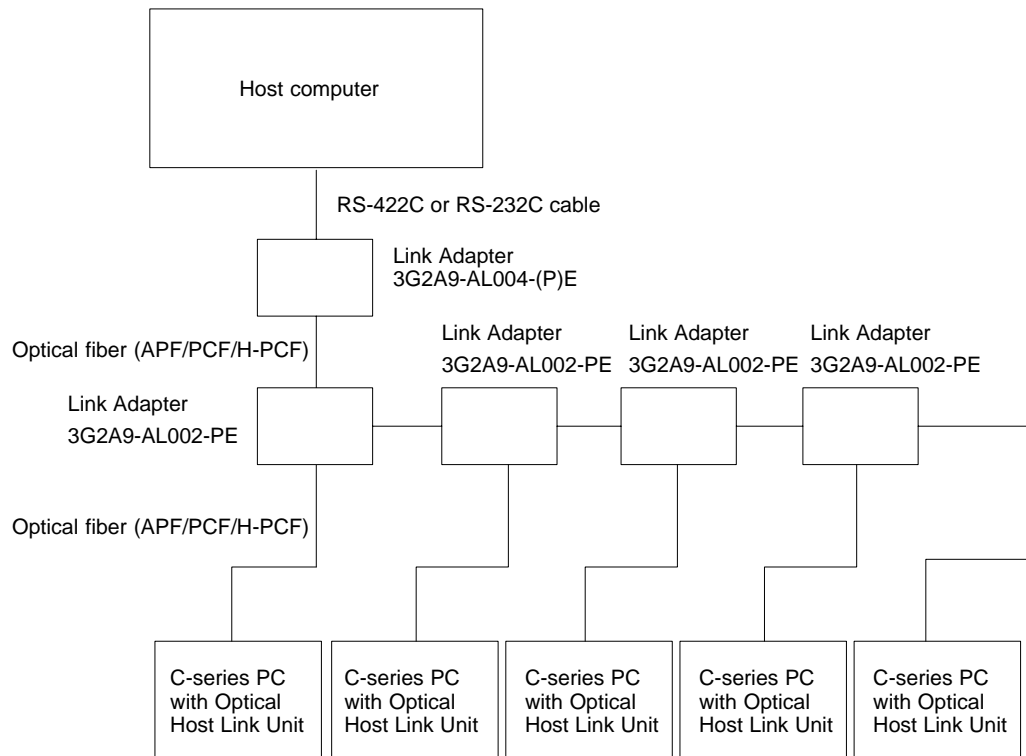 Host computer
RS-422C or RS-232C cable
Link Adapter
3G2A9-AL004-(P)E
Optical fiber (APF/PCF/H-PCF)
Link Adapter
3G2A9-AL002-PE
Link Adapter
3G2A9-AL002-PE
Link Adapter
3G2A9-AL002-PE
Link Adapter
3G2A9-AL002-PE
Optical fiber (APF/PCF/H-PCF)
C-series PC
with Optical
Host Link Unit
C-series PC
with Optical
Host Link Unit
C-series PC
with Optical
Host Link Unit
C-series PC
with Optical
Host Link Unit
C-series PC
with Optical
Host Link Unit